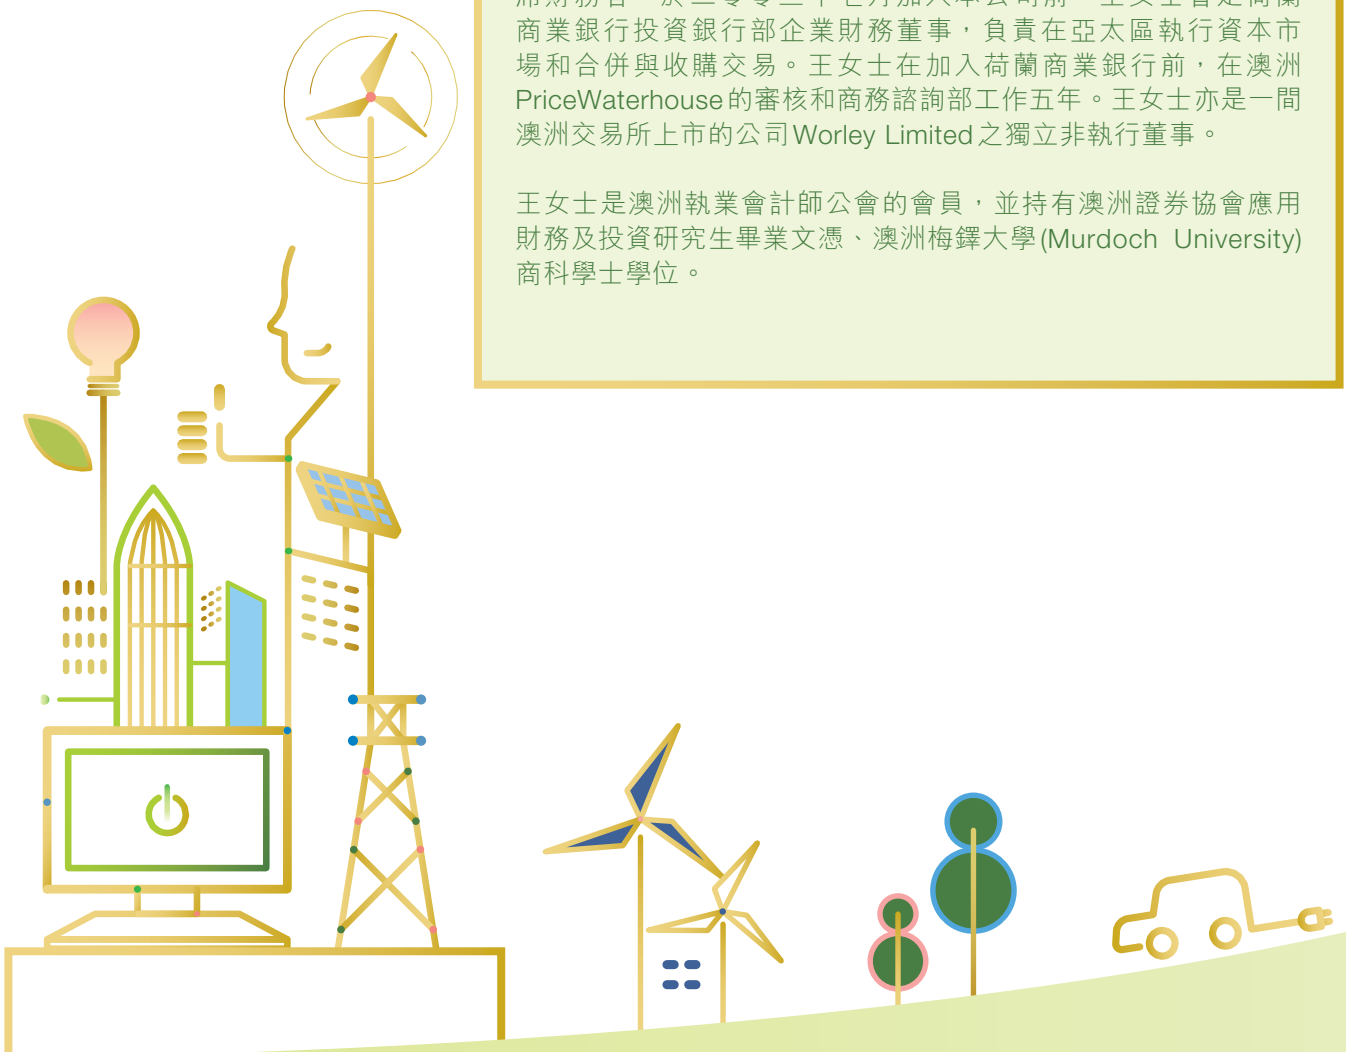 商業銀行投資銀行部企業財務董事，負責在亞太區執行資本市
場和合併與收購交易。王女士在加入荷蘭商業銀行前，在澳洲
PriceWaterhouse的審核和商務諮詢部工作五年。王女士亦是一間
澳洲交易所上市的公司Worley Limited之獨立非執行董事。
王女士是澳洲執業會計師公會的會員，並持有澳洲證券協會應用
財務及投資研究生畢業文憑、澳洲梅鐸大學(Murdoch University)
商科學士學位。